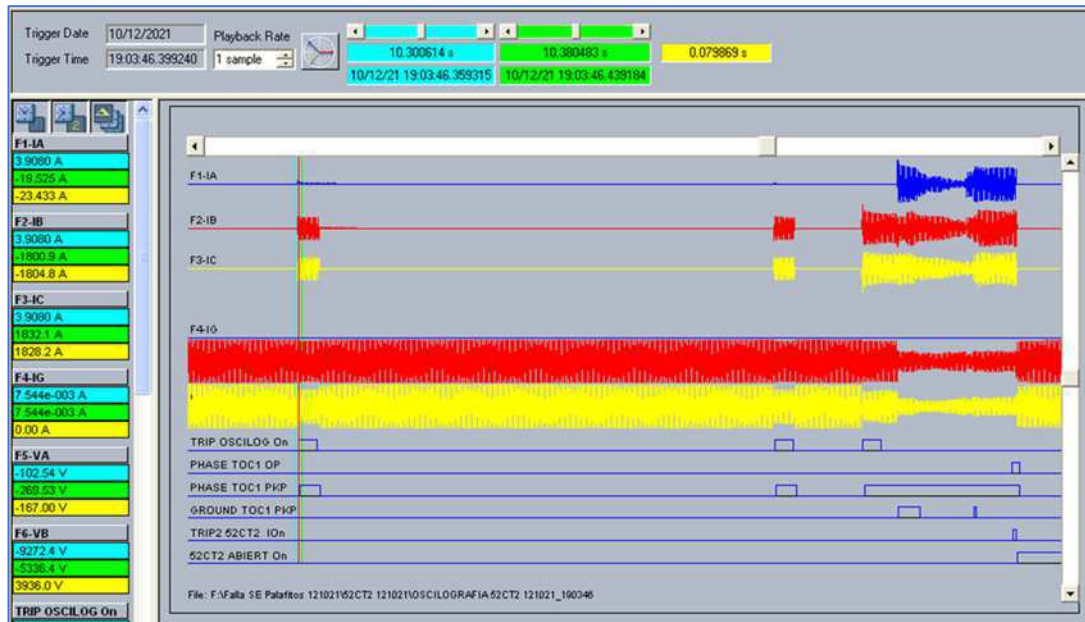 Trigger Date 10/12/2021 Playback Rate
Trigger Time 19:03:46.399240 1 sample
10.300614 s 10.380483 s 0.079869 s
10/12/21 19:03:46.359315 10/12/21 19:03:46.439184
F1-IA
3.9080 A
-19.525 A
-23.433 A
F2-IB
3.9080 A
-1800.9 A
-1804.8 A
F3-IC
3.9080 A
1832.1 A
1828.2 A
F4-IG
7.544e-003 A
7.544e-003 A
0.00 A
F5-VA
-102.54 V
-269.53 V
-167.00 V
F6-VB
-9272.4 V
-5336.4 V
3936.0 V
TRIP OSCILOG On
F1-IA
F2-IB
F3-IC
F4-IG
TRIP OSCILOG On
PHASE TOC1 OP
PHASE TOC1 PKP
GROUND TOC1 PKP
TRIP2 52CT2 IOn
52CT2 ABIERT On
File: F:\Falla SE Palafitos 121021\52CT2 121021\OSCILOGRAFIA 52CT2 121021_190346